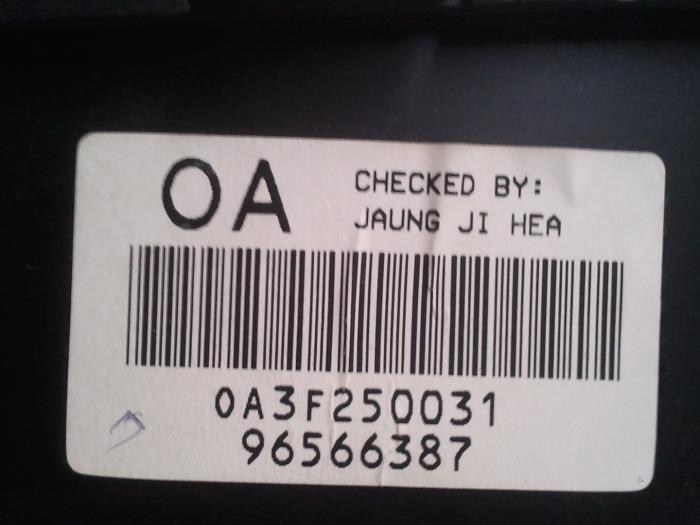 OA
CHECKED BY:
JAUNG JI HEA
0A3F250031
96566387